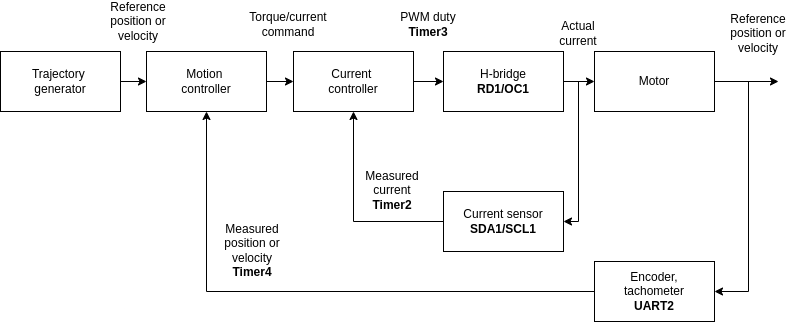 Reference
position or
velocity
Torque/current
command
PWM duty
Timer3
Actual
current
Reference
position or
velocity
Trajectory
generator
Motion
controller
Current
controller
H-bridge
RD1/OC1
Motor
Measured
current
Timer2
Current sensor
SDA1/SCL1
Measured
position or
velocity
Timer4
Encoder,
tachometer
UART2